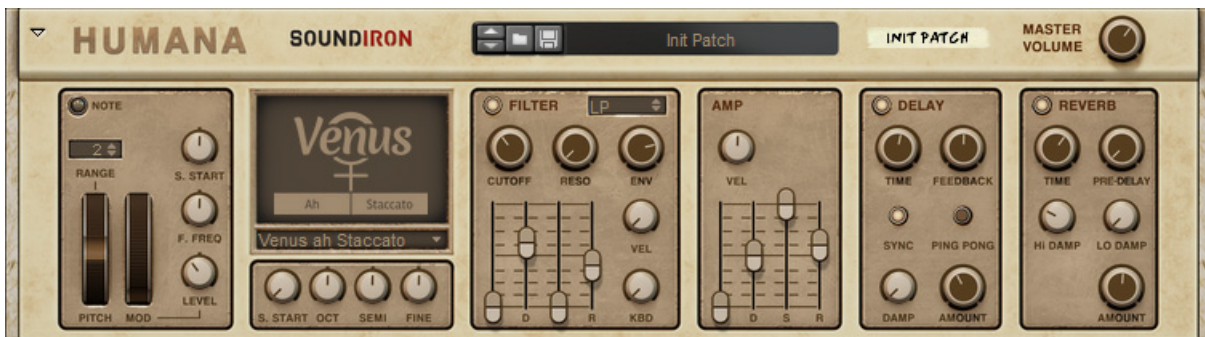 HUMANA
SOUNDIRON
Init Patch
INIT PATCH
MASTER
VOLUME
NOTE
2
RANGE
S. START
F. FREQ
LEVEL
PITCH MOD
Venus
Ah Staccato
Venus ah Staccato
S. START OCT SEMI FINE
FILTER LP
CUTOFF RESO ENV
VEL
D R KBD
AMP
VEL
D S R
DELAY
TIME FEEDBACK
SYNC PING PONG
DAMP AMOUNT
REVERB
TIME PRE-DELAY
Hi DAMP LO DAMP
AMOUNT